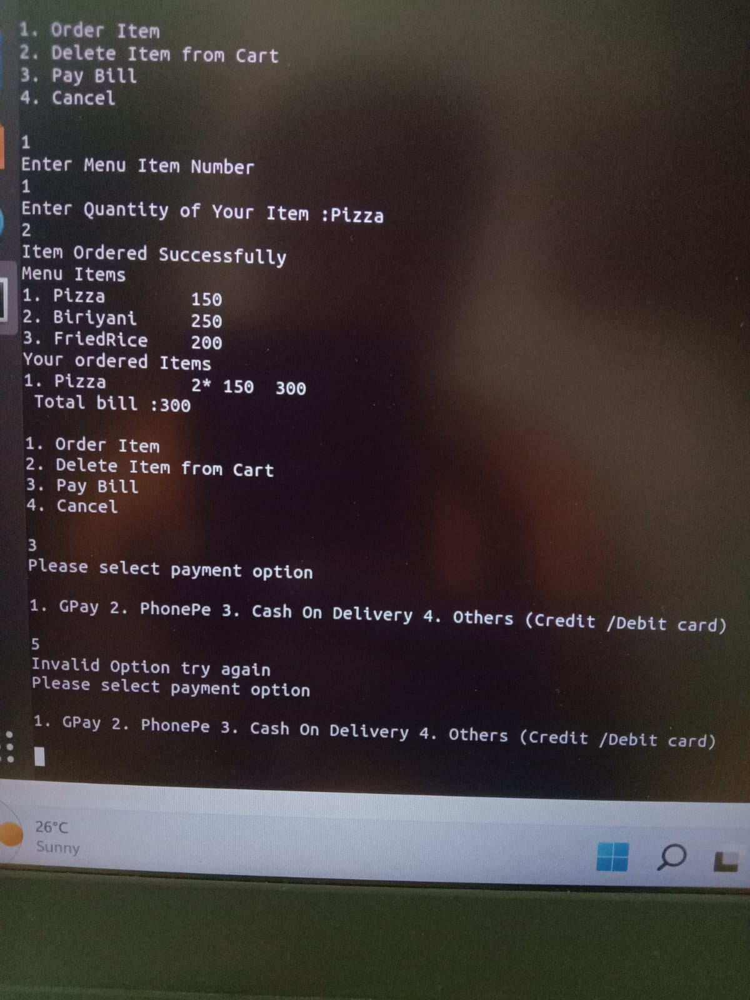 1. Order Item
2. Delete Item from Cart
3. Pay Bill
4. Cancel
1
Enter Menu Item Number
1
Enter Quantity of Your Item :Pizza
2
Item Ordered Successfully
Menu Items
1. Pizza 150
2. Biriyani 250
3. FriedRice 200
Your ordered Items
1. Pizza 2* 150 300
Total bill :300
1. Order Item
2. Delete Item from Cart
3. Pay Bill
4. Cancel
3
Please select payment option
1. GPay 2. PhonePe 3. Cash On Delivery 4. Others (Credit /Debit card)
5
Invalid Option try again
Please select payment option
1. GPay 2. PhonePe 3. Cash On Delivery 4. Others (Credit /Debit card)
26°C
Sunny